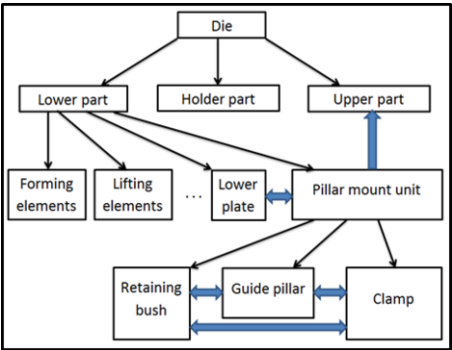 Die
Lower part
Holder part
Upper part
Forming
elements
Lifting
elements
...
Lower
plate
Pillar mount unit
Retaining
bush
Guide pillar
Clamp